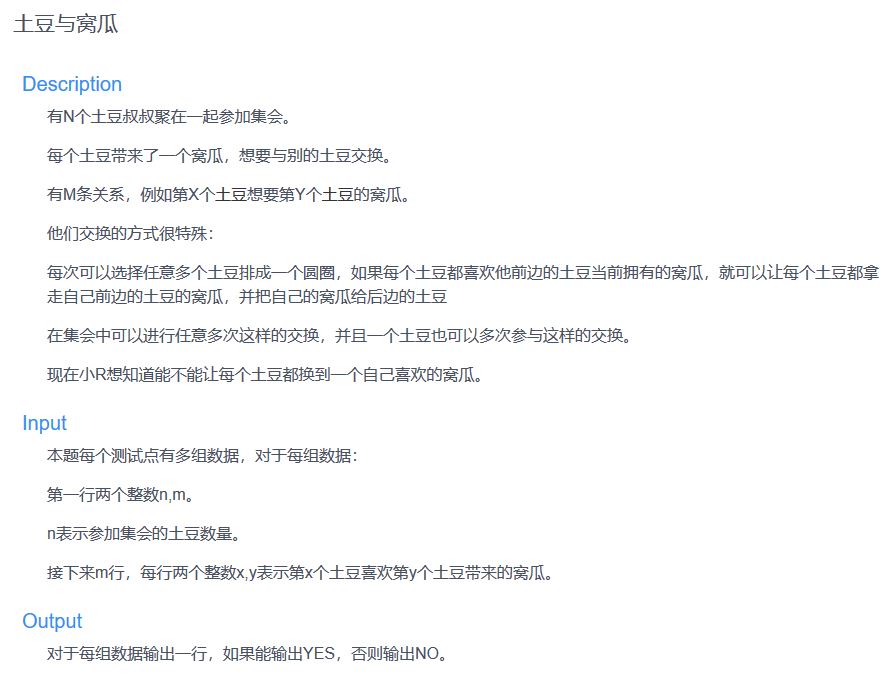 土豆与窝瓜
Description
有N个土豆叔叔聚在一起参加集会。
每个土豆带来了一个窝瓜，想要与别的土豆交换。
有M条关系，例如第X个土豆想要第Y个土豆的窝瓜。
他们交换的方式很特殊：
每次可以选择任意多个土豆排成一个圆圈，如果每个土豆都喜欢他前边的土豆当前拥有的窝瓜，就可以让每个土豆都拿
走自己前边的土豆的窝瓜，并把自己的窝瓜给后边的土豆
在集会中可以进行任意多次这样的交换，并且一个土豆也可以多次参与这样的交换。
现在小R想知道能不能让每个土豆都换到一个自己喜欢的窝瓜。
Input
本题每个测试点有多组数据，对于每组数据：
第一行两个整数n,m。
n表示参加集会的土豆数量。
接下来m行，每行两个整数x,y表示第x个土豆喜欢第y个土豆带来的窝瓜。
Output
对于每组数据输出一行，如果能输出YES，否则输出NO。